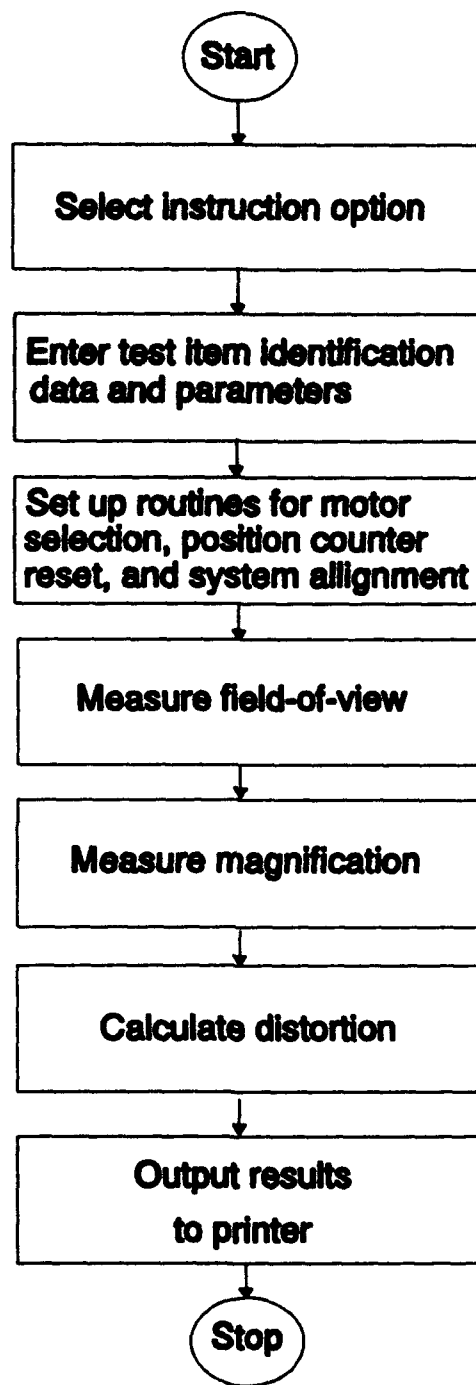 Start
Select instruction option
Enter test item identification
data and parameters
Set up routines for motor
selection, position counter
reset, and system allignment
Measure field-of-view
Measure magnification
Calculate distortion
Output results
to printer
Stop